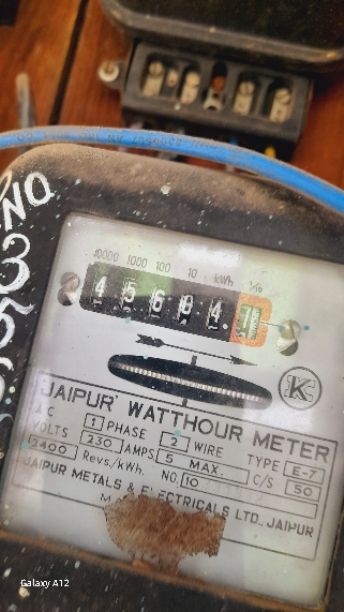 NO
35
10000 1000 100 10 kWh 1/10
4 5 6 6 4
K
'JAIPUR' WATTHOUR METER
A C 1 PHASE 2 WIRE TYPE E-7
VOLTS 230 AMPS 5 MAX. C/S 50
2400 Revs/kWh. NO. 10
JAIPUR METALS & ELECTRICALS LTD., JAIPUR
Galaxy A12